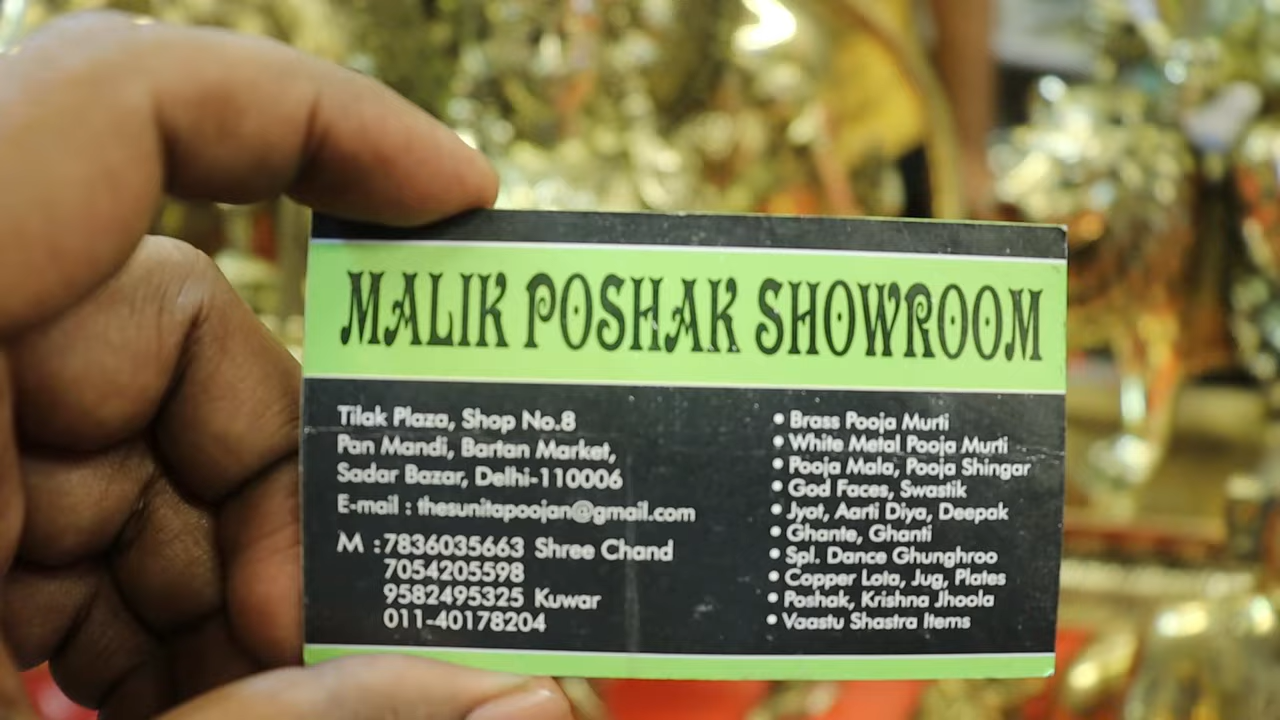 MALIK POSHAK SHOWROOM
Tilak Plaza, Shop No.8
Pan Mandi, Bartan Market,
Sadar Bazar, Delhi-110006
E-mail : thesunitapoojan@gmail.com
M :7836035663 Shree Chand
7054205598
9582495325 Kuwar
011-40178204
• Brass Pooja Murti
• White Metal Pooja Murti
• Pooja Mala, Pooja Shingar
• God Faces, Swastik
• Jyot, Aarti Diya, Deepak
• Ghante, Ghanti
• Spl. Dance Ghunghroo
• Copper Lota, Jug, Plates
• Poshak, Krishna Jhoola
• Vaastu Shastra Items